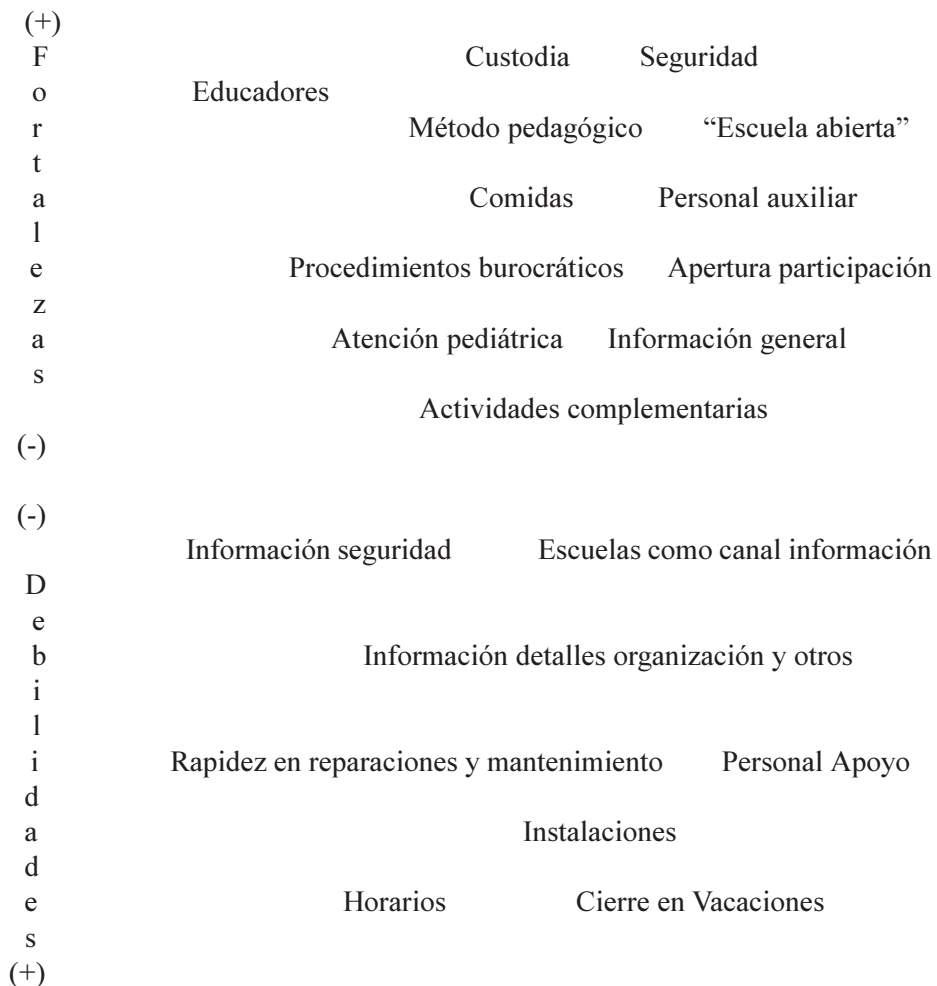 (+)
F Custodia Seguridad
o Educadores
r Método pedagógico “Escuela abierta”
t
a Comidas Personal auxiliar
l
e Procedimientos burocráticos Apertura participación
z
a Atención pediátrica Información general
s
Actividades complementarias
(-)
(-)
Información seguridad Escuelas como canal información
D
e
b Información detalles organización y otros
i
l
i Rapidez en reparaciones y mantenimiento Personal Apoyo
d
a Instalaciones
d
e Horarios Cierre en Vacaciones
s
(+)